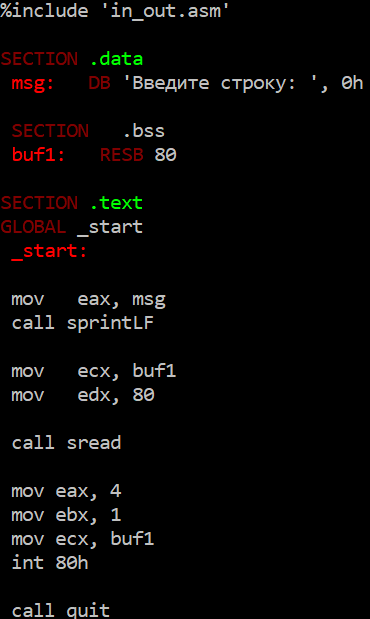 %include 'in_out.asm'
SECTION .data
msg: DB 'Введите строку: ', 0h
SECTION .bss
buf1: RESB 80
SECTION .text
GLOBAL _start
_start:
mov eax, msg
call sprintLF
mov ecx, buf1
mov edx, 80
call sread
mov eax, 4
mov ebx, 1
mov ecx, buf1
int 80h
call quit